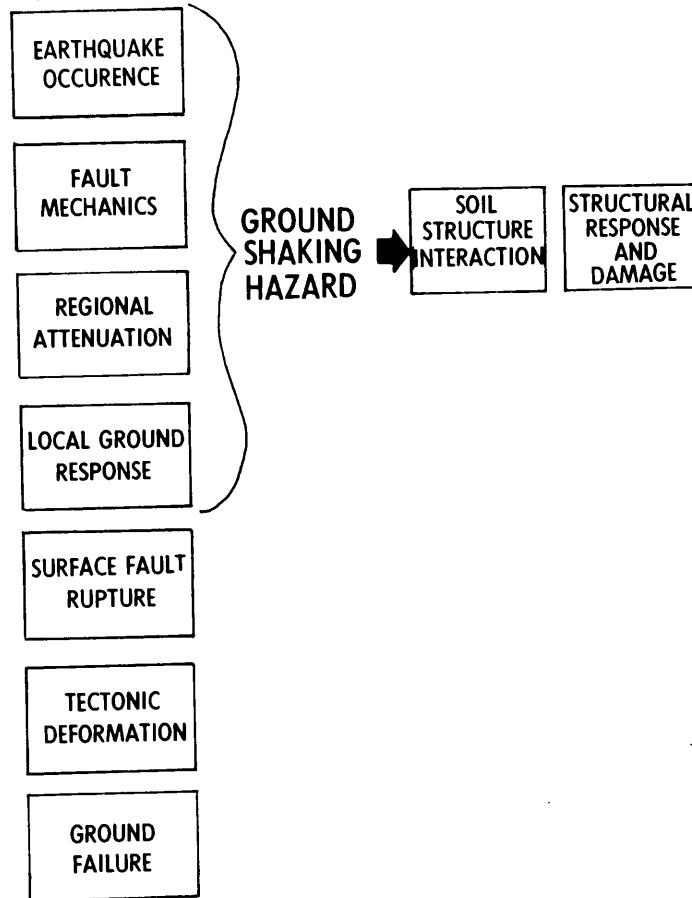 EARTHQUAKE
OCCURENCE
FAULT
MECHANICS
REGIONAL
ATTENUATION
LOCAL GROUND
RESPONSE
SURFACE FAULT
RUPTURE
TECTONIC
DEFORMATION
GROUND
FAILURE
GROUND
SHAKING
HAZARD
SOIL
STRUCTURE
INTERACTION
STRUCTURAL
RESPONSE
AND
DAMAGE